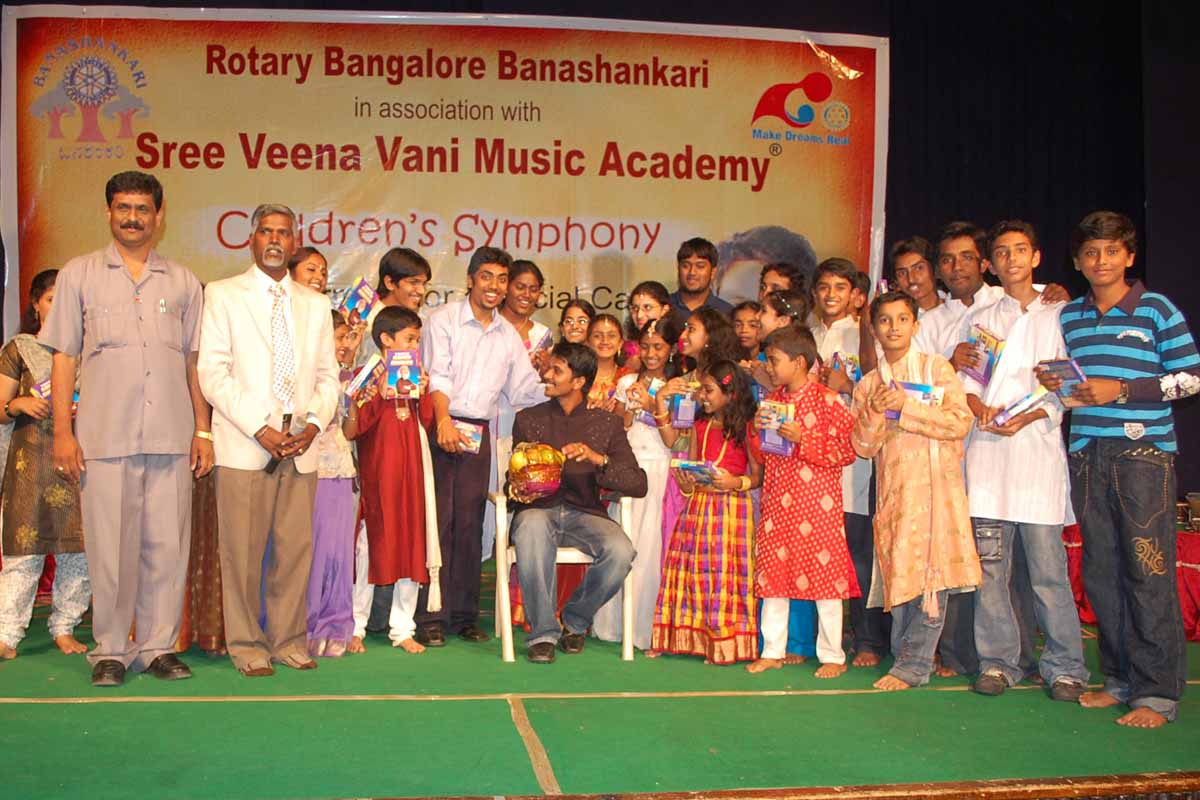 BANASHANKARI
Rotary Bangalore Banashankari
in association with
Make Dreams Real
Sree Veena Vani Music Academy
®
Children's Symphony